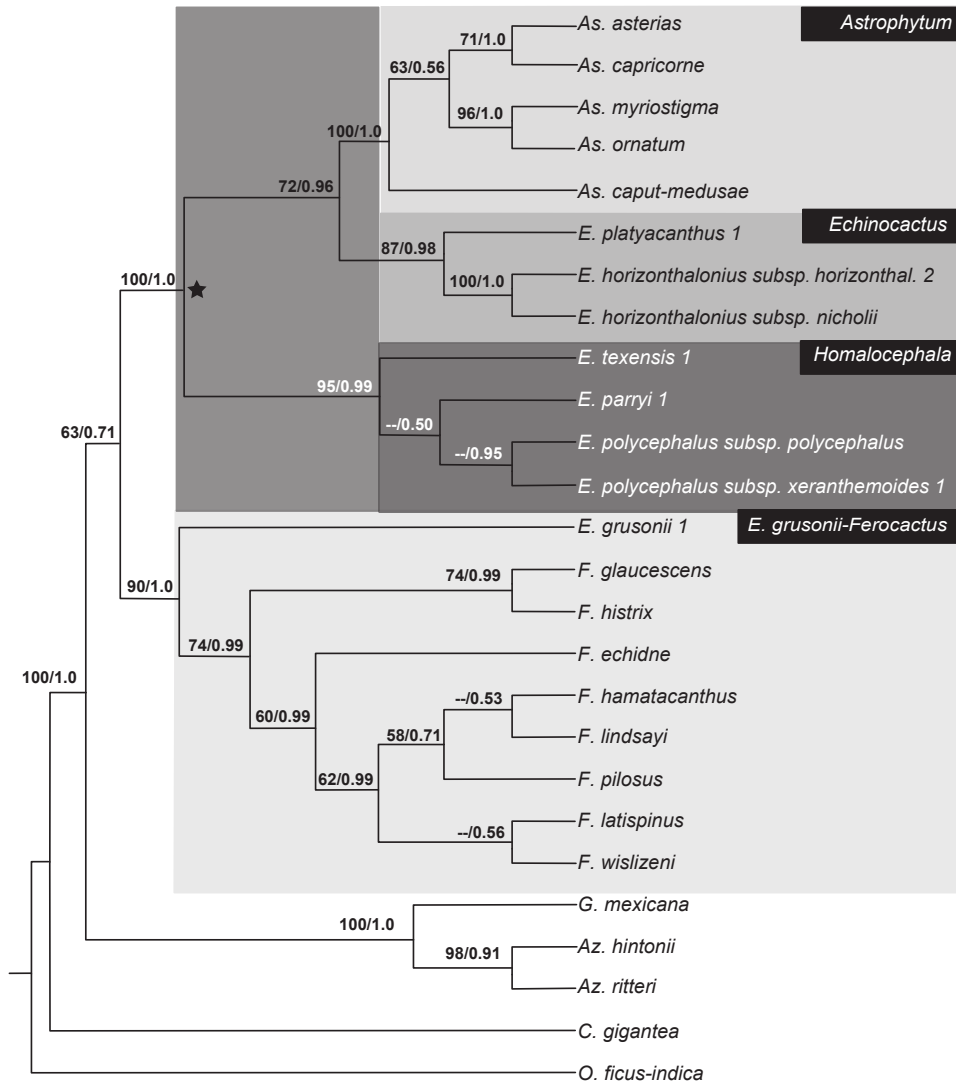 As. asterias
Astrophytum
71/1.0
As. capricorne
63/0.56
As. myriostigma
96/1.0
100/1.0
As. ornatum
72/0.96
As. caput-medusae
Echinocactus
E. platyacanthus 1
87/0.98
E. horizonthalonius subsp. horizonthal. 2
100/1.0
100/1.0
E. horizonthalonius subsp. nicholii
Homalocephala
E. texensis 1
95/0.99
E. parryi 1
--/0.50
63/0.71
E. polycephalus subsp. polycephalus
--/0.95
E. polycephalus subsp. xeranthemoides 1
E. grusonii 1
E. grusonii-Ferocactus
F. glaucescens
74/0.99
90/1.0
F. histrix
74/0.99
F. echidne
100/1.0
F. hamatacanthus
--/0.53
60/0.99
58/0.71
F. lindsayi
62/0.99
F. pilosus
F. latispinus
--/0.56
F. wislizeni
G. mexicana
100/1.0
Az. hintonii
98/0.91
Az. ritteri
C. gigantea
O. ficus-indica